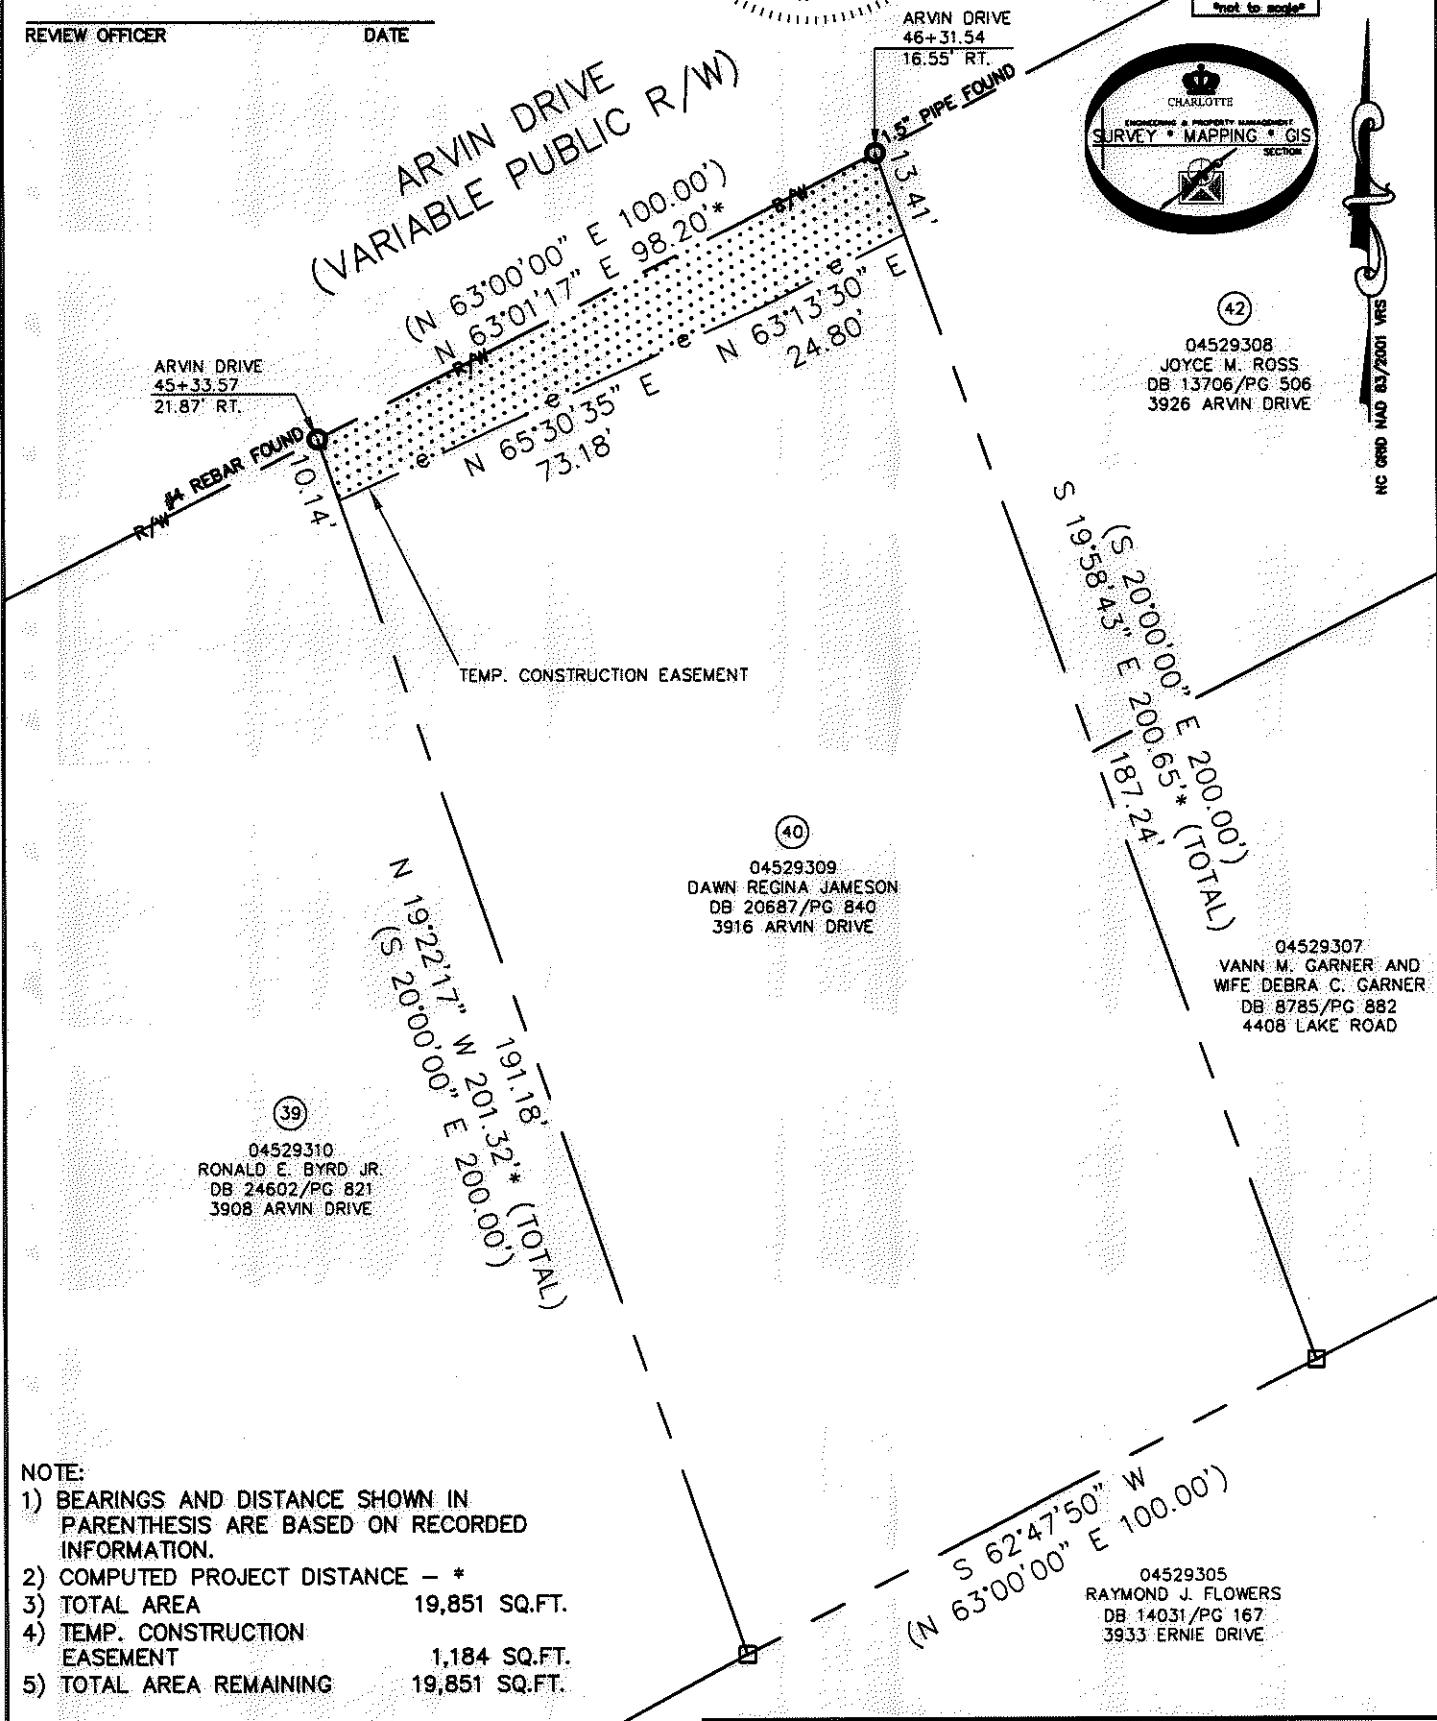 REVIEW OFFICER DATE
*not to scale*
ARVIN DRIVE
46+31.54
16.55' RT.
1.5" PIPE FOUND
CHARLOTTE
ENGINEERING & PROPERTY MANAGEMENT
SURVEY * MAPPING * GIS
SECTION
NC GRID NAD 83/2001 VRS
ARVIN DRIVE
(VARIABLE PUBLIC R/W)
(N 63°00'00" E 100.00')
N 63°01'17" E 98.20'*
R/W
R/W
13.41'
ARVIN DRIVE
45+33.57
21.87' RT.
#4 REBAR FOUND
R/W
10.14'
e
e
e
e
N 63°13'30" E
24.80'
N 65°30'35" E
73.18'
42
04529308
JOYCE M. ROSS
DB 13706/PG 506
3926 ARVIN DRIVE
TEMP. CONSTRUCTION EASEMENT
(S 20°00'00" E 200.00')
S 19°58'43" E 200.65'* (TOTAL)
187.24'
40
04529309
DAWN REGINA JAMESON
DB 20687/PG 840
3916 ARVIN DRIVE
04529307
VANN M. GARNER AND
WIFE DEBRA C. GARNER
DB 8785/PG 882
4408 LAKE ROAD
191.18'
N 19°22'17" W 201.32'* (TOTAL)
(S 20°00'00" E 200.00')
39
04529310
RONALD E. BYRD JR.
DB 24602/PG 821
3908 ARVIN DRIVE
S 62°47'50" W
(N 63°00'00" E 100.00')
04529305
RAYMOND J. FLOWERS
DB 14031/PG 167
3933 ERNIE DRIVE
NOTE:
1) BEARINGS AND DISTANCE SHOWN IN
PARENTHESIS ARE BASED ON RECORDED
INFORMATION.
2) COMPUTED PROJECT DISTANCE – *
3) TOTAL AREA 19,851 SQ.FT.
4) TEMP. CONSTRUCTION
EASEMENT 1,184 SQ.FT.
5) TOTAL AREA REMAINING 19,851 SQ.FT.